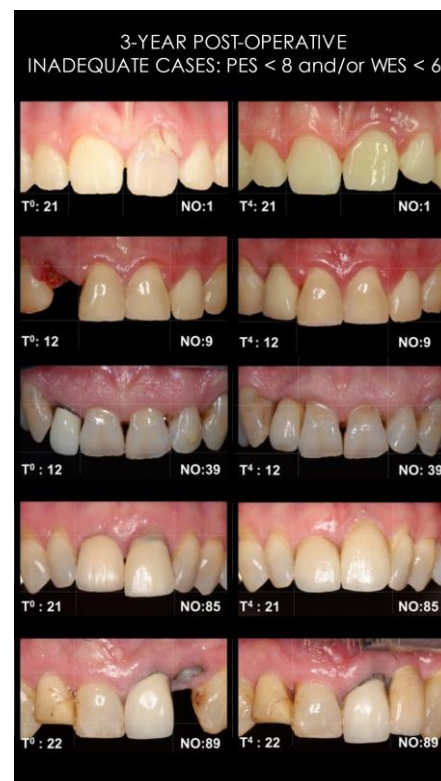 3-YEAR POST-OPERATIVE
INADEQUATE CASES: PES < 8 and/or WES < 6
T⁰: 21 NO:1
T⁴: 21 NO:1
T⁰: 12 NO:9
T⁴: 12 NO:9
T⁰ : 12 NO:39
T⁴ : 12 NO: 39
T⁰ : 21 NO:85
T⁴ : 21 NO:85
T⁰ : 22 NO:89
T⁴ : 22 NO:89